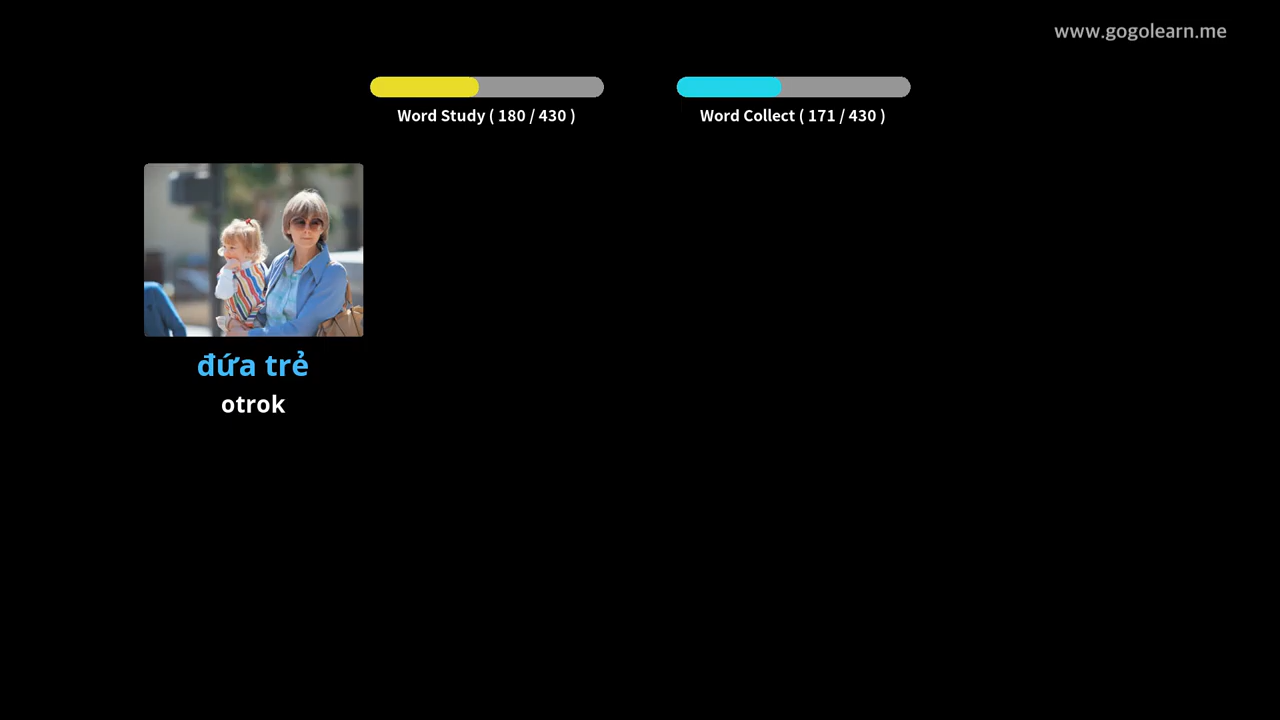 www.gogolearn.me
Word Study ( 180 / 430 )
Word Collect ( 171 / 430 )
đứa trẻ
otrok